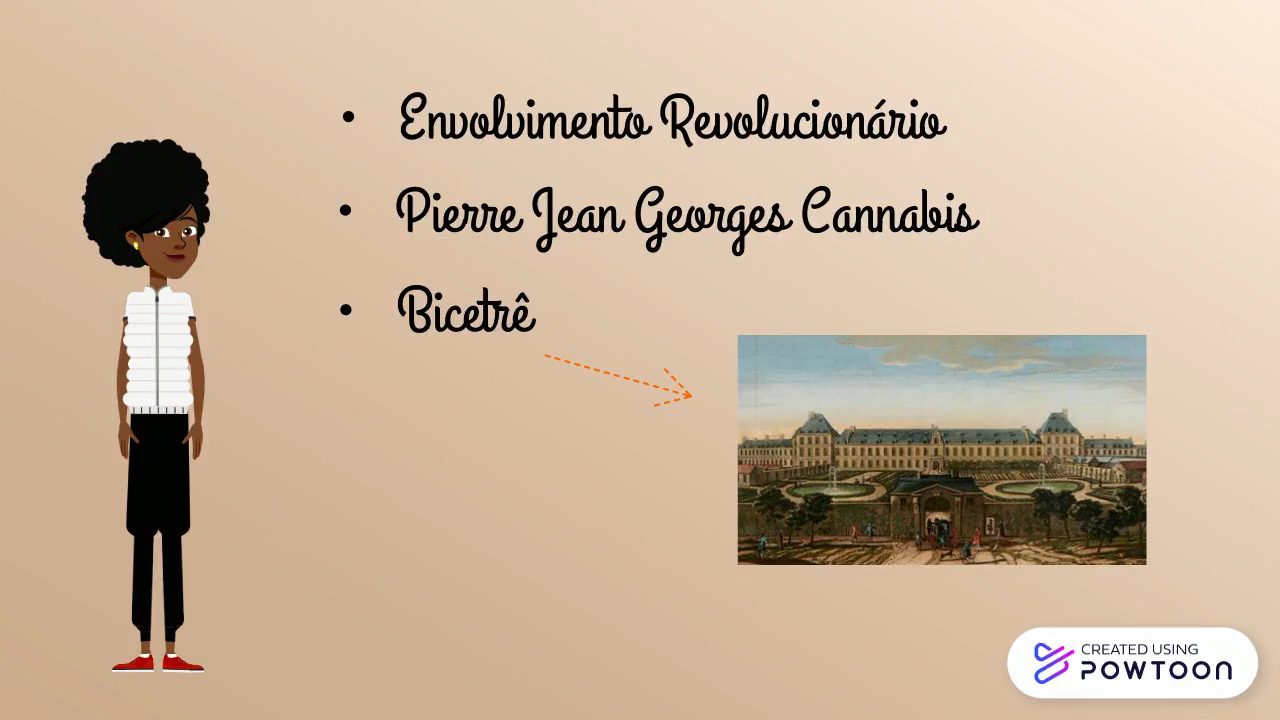 • Envolvimento Revolucionário
• Pierre Jean Georges Cannabis
• Bicetrê
CREATED USING
POWTOON